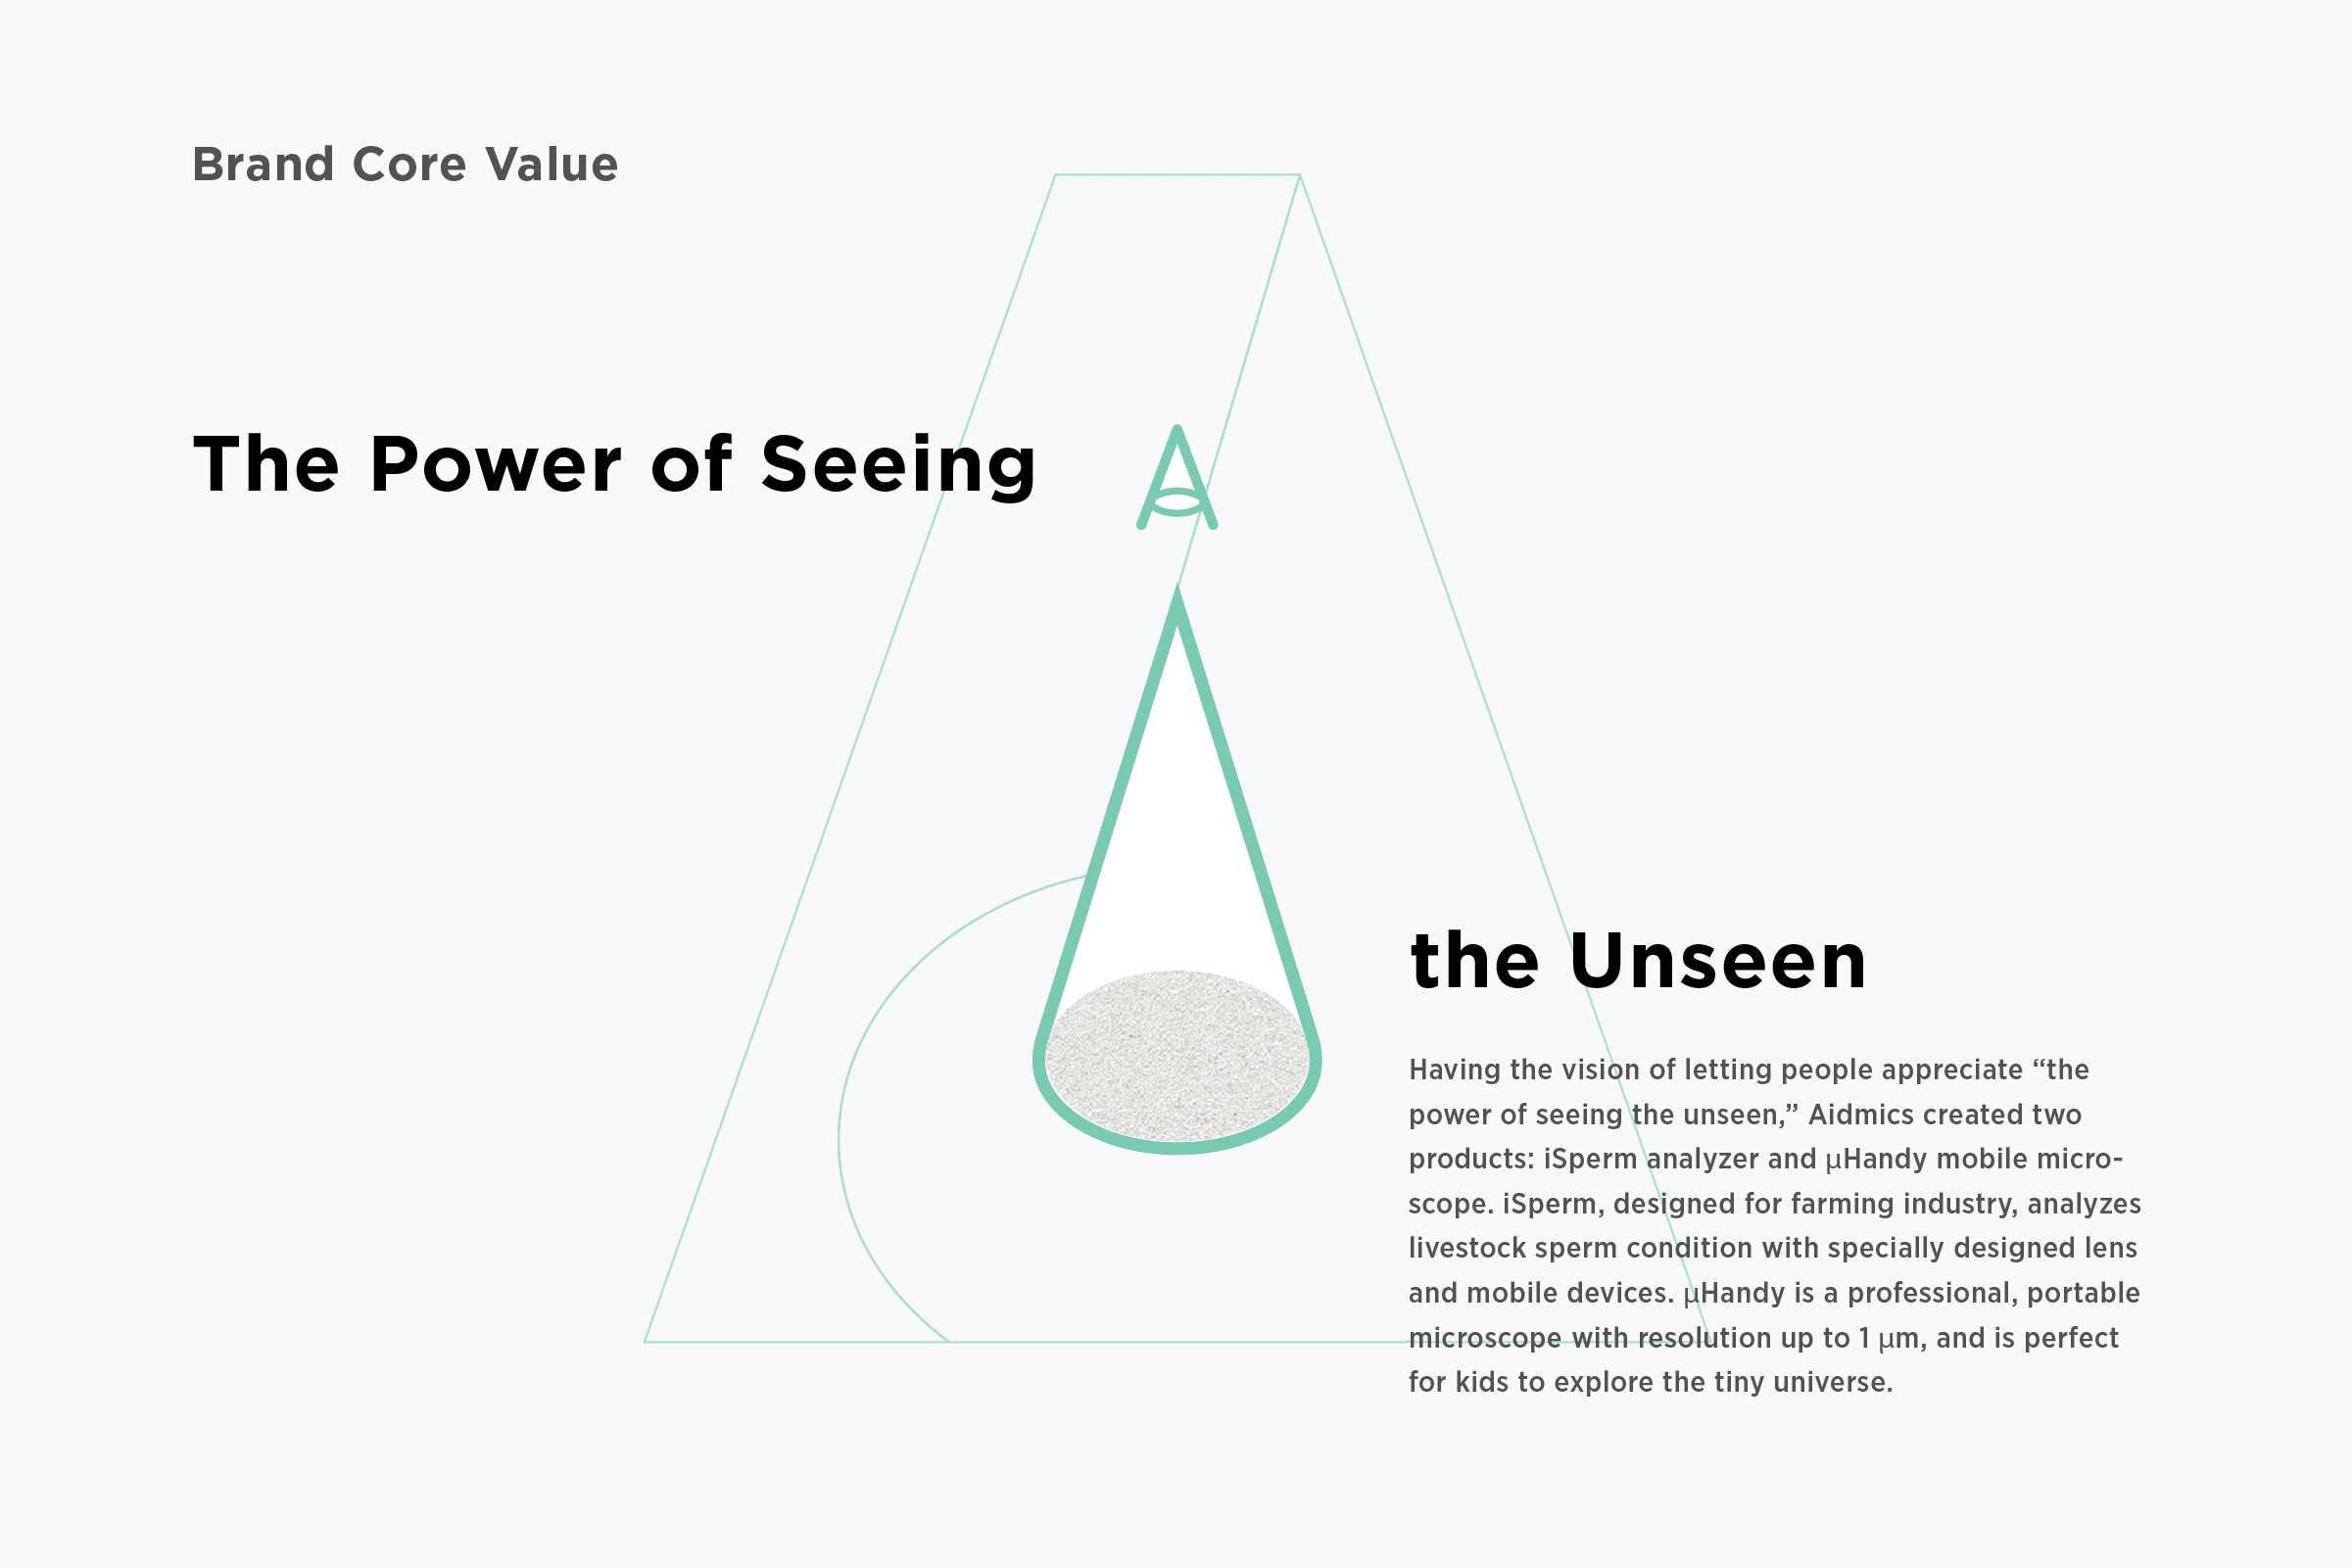 Brand Core Value
The Power of Seeing
the Unseen
Having the vision of letting people appreciate “the
power of seeing the unseen,” Aidmics created two
products: iSperm analyzer and μHandy mobile micro-
scope. iSperm, designed for farming industry, analyzes
livestock sperm condition with specially designed lens
and mobile devices. μHandy is a professional, portable
microscope with resolution up to 1 μm, and is perfect
for kids to explore the tiny universe.